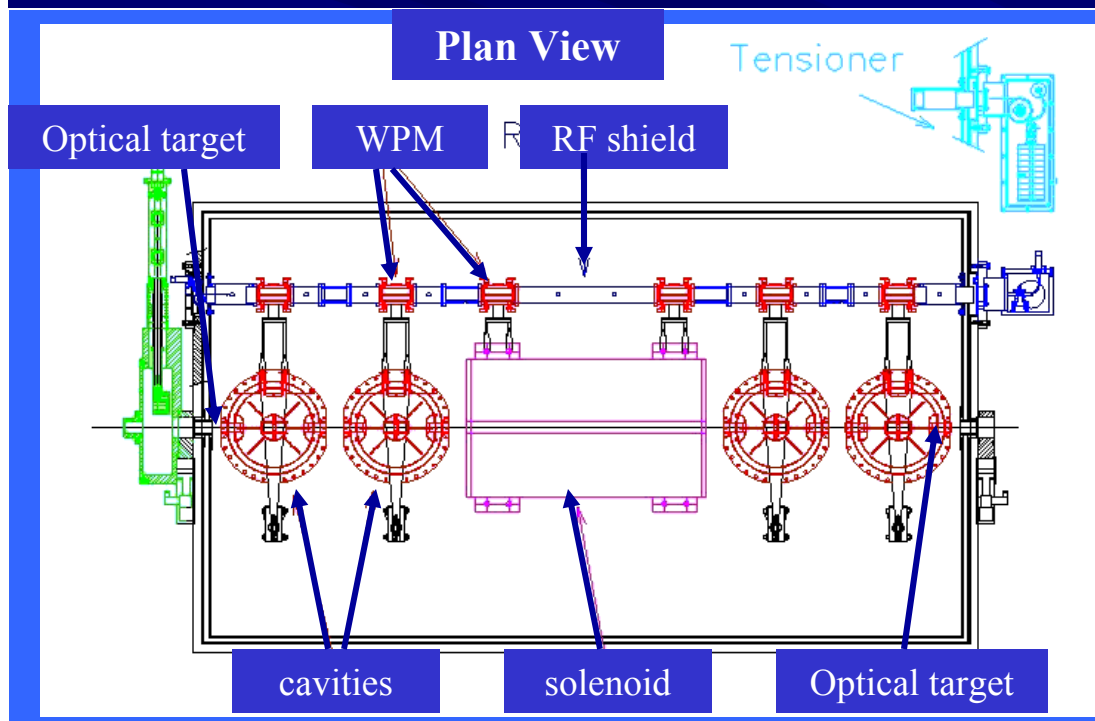 Plan View
Tensioner
Optical target
WPM
R
RF shield
cavities
solenoid
Optical target